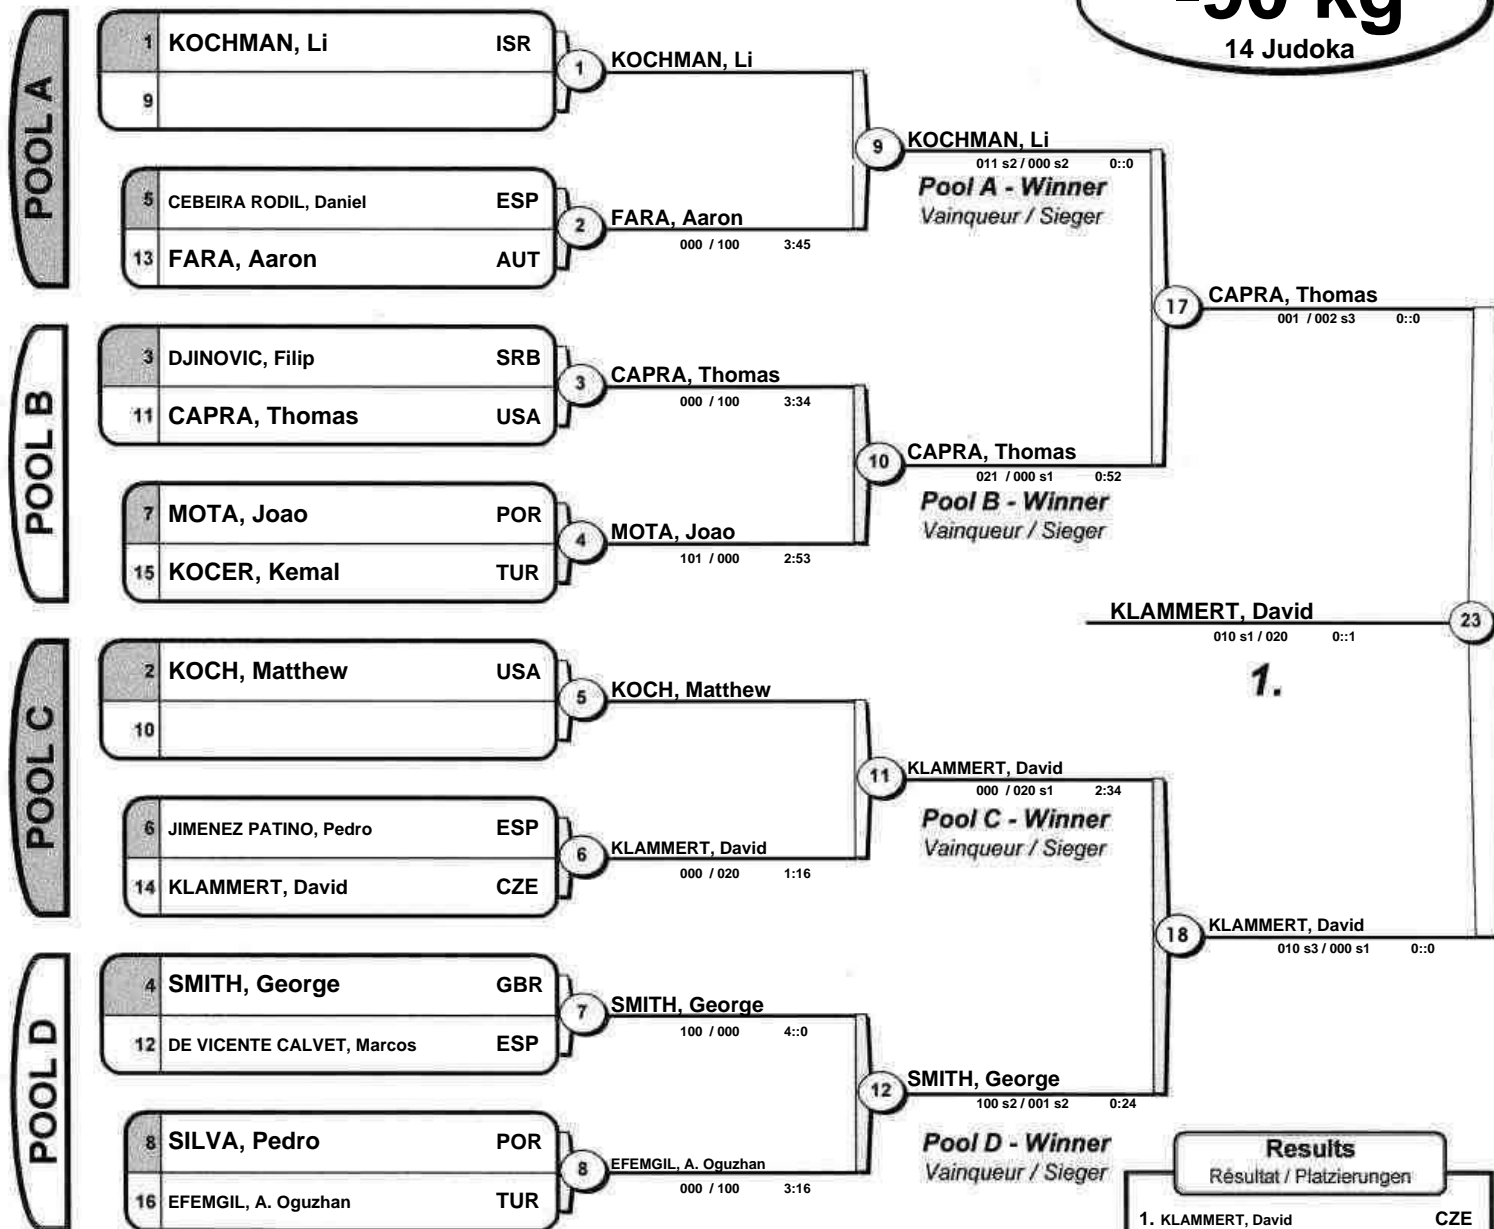 -90 kg
14 Judoka
POOL A
1 KOCHMAN, Li ISR
9
1 KOCHMAN, Li
5 CEBEIRA RODIL, Daniel ESP
13 FARA, Aaron AUT
2 FARA, Aaron
000 / 100 3:45
9 KOCHMAN, Li
011 s2 / 000 s2 0::0
Pool A - Winner
Vainqueur / Sieger
POOL B
3 DJINOVIC, Filip SRB
11 CAPRA, Thomas USA
3 CAPRA, Thomas
000 / 100 3:34
7 MOTA, Joao POR
15 KOCER, Kemal TUR
4 MOTA, Joao
101 / 000 2:53
10 CAPRA, Thomas
021 / 000 s1 0:52
Pool B - Winner
Vainqueur / Sieger
17 CAPRA, Thomas
001 / 002 s3 0::0
KLAMMERT, David 23
010 s1 / 020 0::1
1.
POOL C
2 KOCH, Matthew USA
10
5 KOCH, Matthew
6 JIMENEZ PATINO, Pedro ESP
14 KLAMMERT, David CZE
6 KLAMMERT, David
000 / 020 1:16
11 KLAMMERT, David
000 / 020 s1 2:34
Pool C - Winner
Vainqueur / Sieger
18 KLAMMERT, David
010 s3 / 000 s1 0::0
POOL D
4 SMITH, George GBR
12 DE VICENTE CALVET, Marcos ESP
7 SMITH, George
100 / 000 4::0
8 SILVA, Pedro POR
16 EFEMGIL, A. Oguzhan TUR
8 EFEMGIL, A. Oguzhan
000 / 100 3:16
12 SMITH, George
100 s2 / 001 s2 0:24
Pool D - Winner
Vainqueur / Sieger
Results
Résultat / Platzierungen
1. KLAMMERT, David CZE